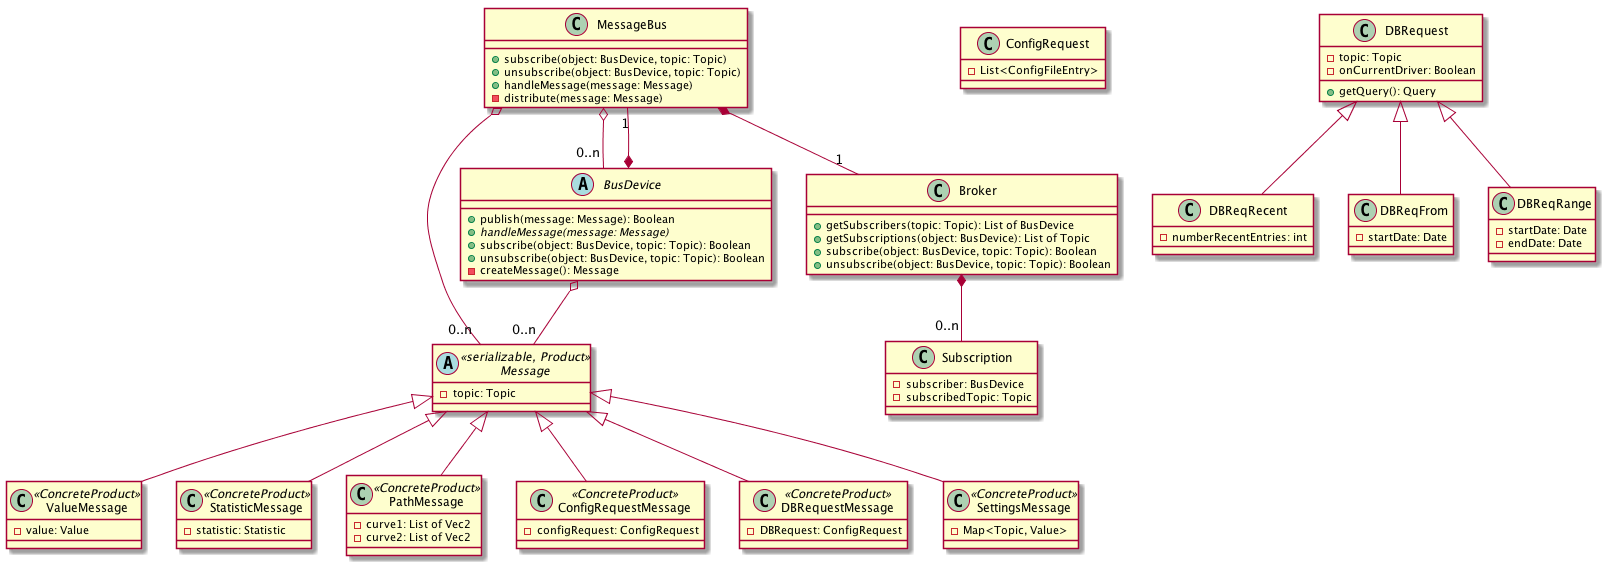 C MessageBus
subscribe(object: BusDevice, topic: Topic)
unsubscribe(object: BusDevice, topic: Topic)
handleMessage(message: Message)
distribute(message: Message)
C ConfigRequest
List<ConfigFileEntry>
C DBRequest
topic: Topic
onCurrentDriver: Boolean
getQuery(): Query
0..n
1
1
A BusDevice
publish(message: Message): Boolean
handleMessage(message: Message)
subscribe(object: BusDevice, topic: Topic): Boolean
unsubscribe(object: BusDevice, topic: Topic): Boolean
createMessage(): Message
C Broker
getSubscribers(topic: Topic): List of BusDevice
getSubscriptions(object: BusDevice): List of Topic
subscribe(object: BusDevice, topic: Topic): Boolean
unsubscribe(object: BusDevice, topic: Topic): Boolean
C DBReqRecent
numberRecentEntries: int
C DBReqFrom
startDate: Date
C DBReqRange
startDate: Date
endDate: Date
0..n
0..n
0..n
A «serializable, Product»
Message
topic: Topic
C Subscription
subscriber: BusDevice
subscribedTopic: Topic
C «ConcreteProduct»
ValueMessage
value: Value
C «ConcreteProduct»
StatisticMessage
statistic: Statistic
C «ConcreteProduct»
PathMessage
curve1: List of Vec2
curve2: List of Vec2
C «ConcreteProduct»
ConfigRequestMessage
configRequest: ConfigRequest
C «ConcreteProduct»
DBRequestMessage
DBRequest: ConfigRequest
C «ConcreteProduct»
SettingsMessage
Map<Topic, Value>